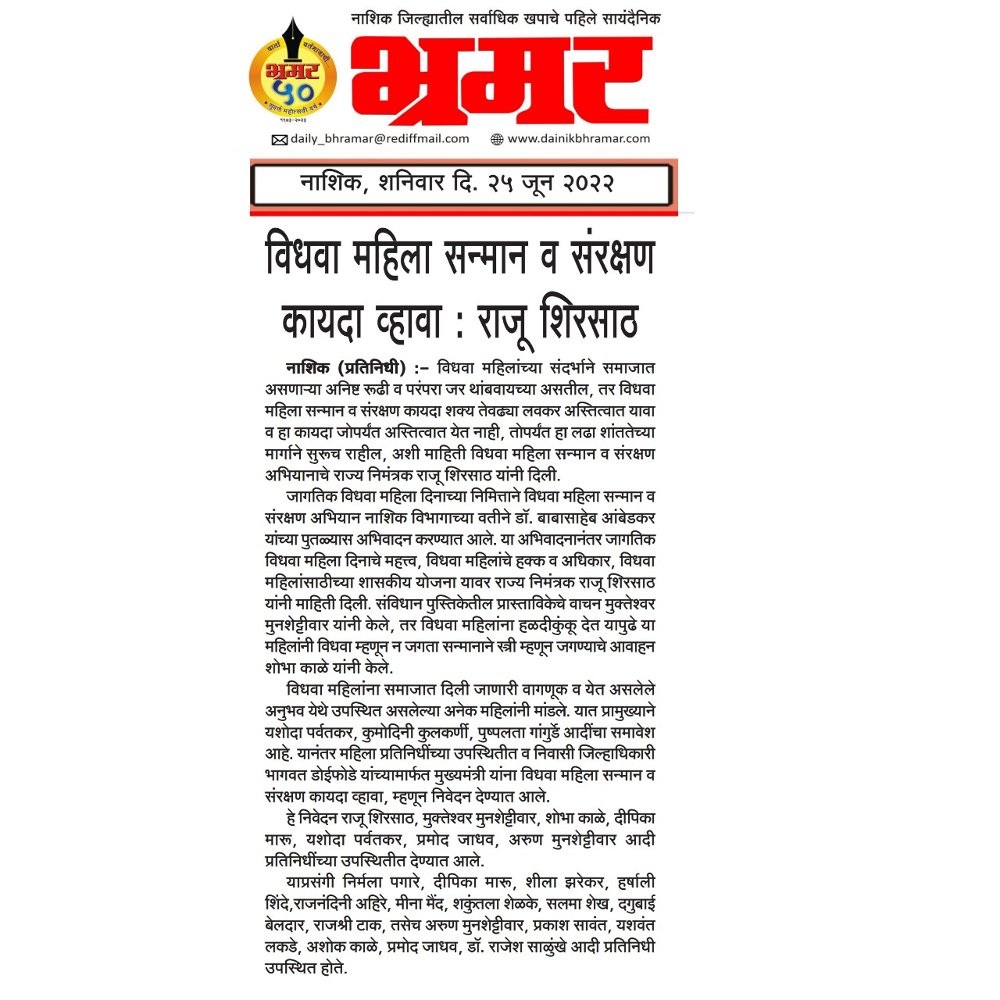 नाशिक जिल्ह्यातील सर्वाधिक खपाचे पहिले सायंदैनिक
वार्ता वर्तमानाची...
भ्रमर
५०
सुवर्ण महोत्सवी वर्ष
१९७३-२०२३
भ्रमर
daily_bhramar@rediffmail.com www.dainikbhramar.com
नाशिक, शनिवार दि. २५ जून २०२२
विधवा महिला सन्मान व संरक्षण
कायदा व्हावा : राजू शिरसाठ
नाशिक (प्रतिनिधी) :– विधवा महिलांच्या संदर्भाने समाजात
असणाऱ्या अनिष्ट रूढी व परंपरा जर थांबवायच्या असतील, तर विधवा
महिला सन्मान व संरक्षण कायदा शक्य तेवढ्या लवकर अस्तित्वात यावा
व हा कायदा जोपर्यंत अस्तित्वात येत नाही, तोपर्यंत हा लढा शांततेच्या
मार्गाने सुरूच राहील, अशी माहिती विधवा महिला सन्मान व संरक्षण
अभियानाचे राज्य निमंत्रक राजू शिरसाठ यांनी दिली.
जागतिक विधवा महिला दिनाच्या निमित्ताने विधवा महिला सन्मान व
संरक्षण अभियान नाशिक विभागाच्या वतीने डॉ. बाबासाहेब आंबेडकर
यांच्या पुतळ्यास अभिवादन करण्यात आले. या अभिवादनानंतर जागतिक
विधवा महिला दिनाचे महत्त्व, विधवा महिलांचे हक्क व अधिकार, विधवा
महिलांसाठीच्या शासकीय योजना यावर राज्य निमंत्रक राजू शिरसाठ
यांनी माहिती दिली. संविधान पुस्तिकेतील प्रास्ताविकेचे वाचन मुक्तेश्वर
मुनशेट्टीवार यांनी केले, तर विधवा महिलांना हळदीकुंकू देत यापुढे या
महिलांनी विधवा म्हणून न जगता सन्मानाने स्त्री म्हणून जगण्याचे आवाहन
शोभा काळे यांनी केले.
विधवा महिलांना समाजात दिली जाणारी वागणूक व येत असलेले
अनुभव येथे उपस्थित असलेल्या अनेक महिलांनी मांडले. यात प्रामुख्याने
यशोदा पर्वतकर, कुमोदिनी कुलकर्णी, पुष्पलता गांगुर्डे आदींचा समावेश
आहे. यानंतर महिला प्रतिनिधींच्या उपस्थितीत व निवासी जिल्हाधिकारी
भागवत डोईफोडे यांच्यामार्फत मुख्यमंत्री यांना विधवा महिला सन्मान व
संरक्षण कायदा व्हावा, म्हणून निवेदन देण्यात आले.
हे निवेदन राजू शिरसाठ, मुक्तेश्वर मुनशेट्टीवार, शोभा काळे, दीपिका
मारू, यशोदा पर्वतकर, प्रमोद जाधव, अरुण मुनशेट्टीवार आदी
प्रतिनिधींच्या उपस्थितीत देण्यात आले.
याप्रसंगी निर्मला पगारे, दीपिका मारू, शीला झरेकर, हर्षाली
शिंदे,राजनंदिनी अहिरे, मीना मैंद, शकुंतला शेळके, सलमा शेख, दगुबाई
बेलदार, राजश्री टाक, तसेच अरुण मुनशेट्टीवार, प्रकाश सावंत, यशवंत
लकडे, अशोक काळे, प्रमोद जाधव, डॉ. राजेश साळुंखे आदी प्रतिनिधी
उपस्थित होते.